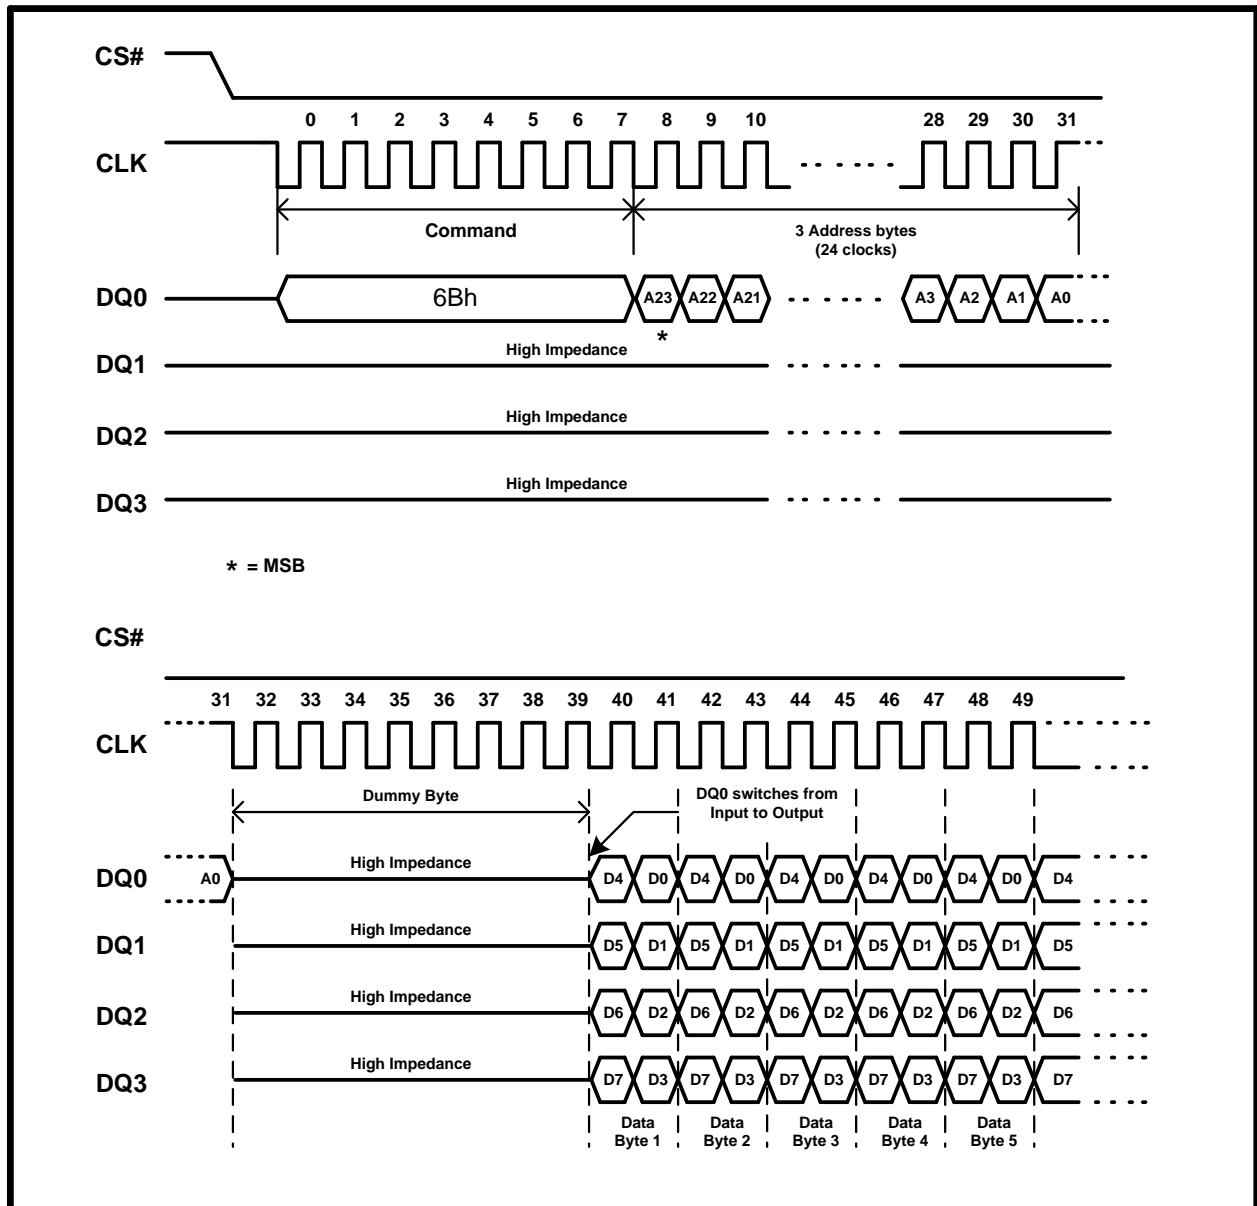 CS#
0 1 2 3 4 5 6 7 8 9 10 28 29 30 31
CLK
Command
3 Address bytes
(24 clocks)
DQ0 6Bh A23 A22 A21 A3 A2 A1 A0
*
High Impedance
DQ1
High Impedance
DQ2
High Impedance
DQ3
* = MSB
CS#
31 32 33 34 35 36 37 38 39 40 41 42 43 44 45 46 47 48 49
CLK
Dummy Byte
DQ0 switches from
Input to Output
High Impedance
DQ0 A0 D4 D0 D4 D0 D4 D0 D4 D0 D4 D0 D4
High Impedance
DQ1 D5 D1 D5 D1 D5 D1 D5 D1 D5 D1 D5
High Impedance
DQ2 D6 D2 D6 D2 D6 D2 D6 D2 D6 D2 D6
High Impedance
DQ3 D7 D3 D7 D3 D7 D3 D7 D3 D7 D3 D7
Data Data Data Data Data
Byte 1 Byte 2 Byte 3 Byte 4 Byte 5